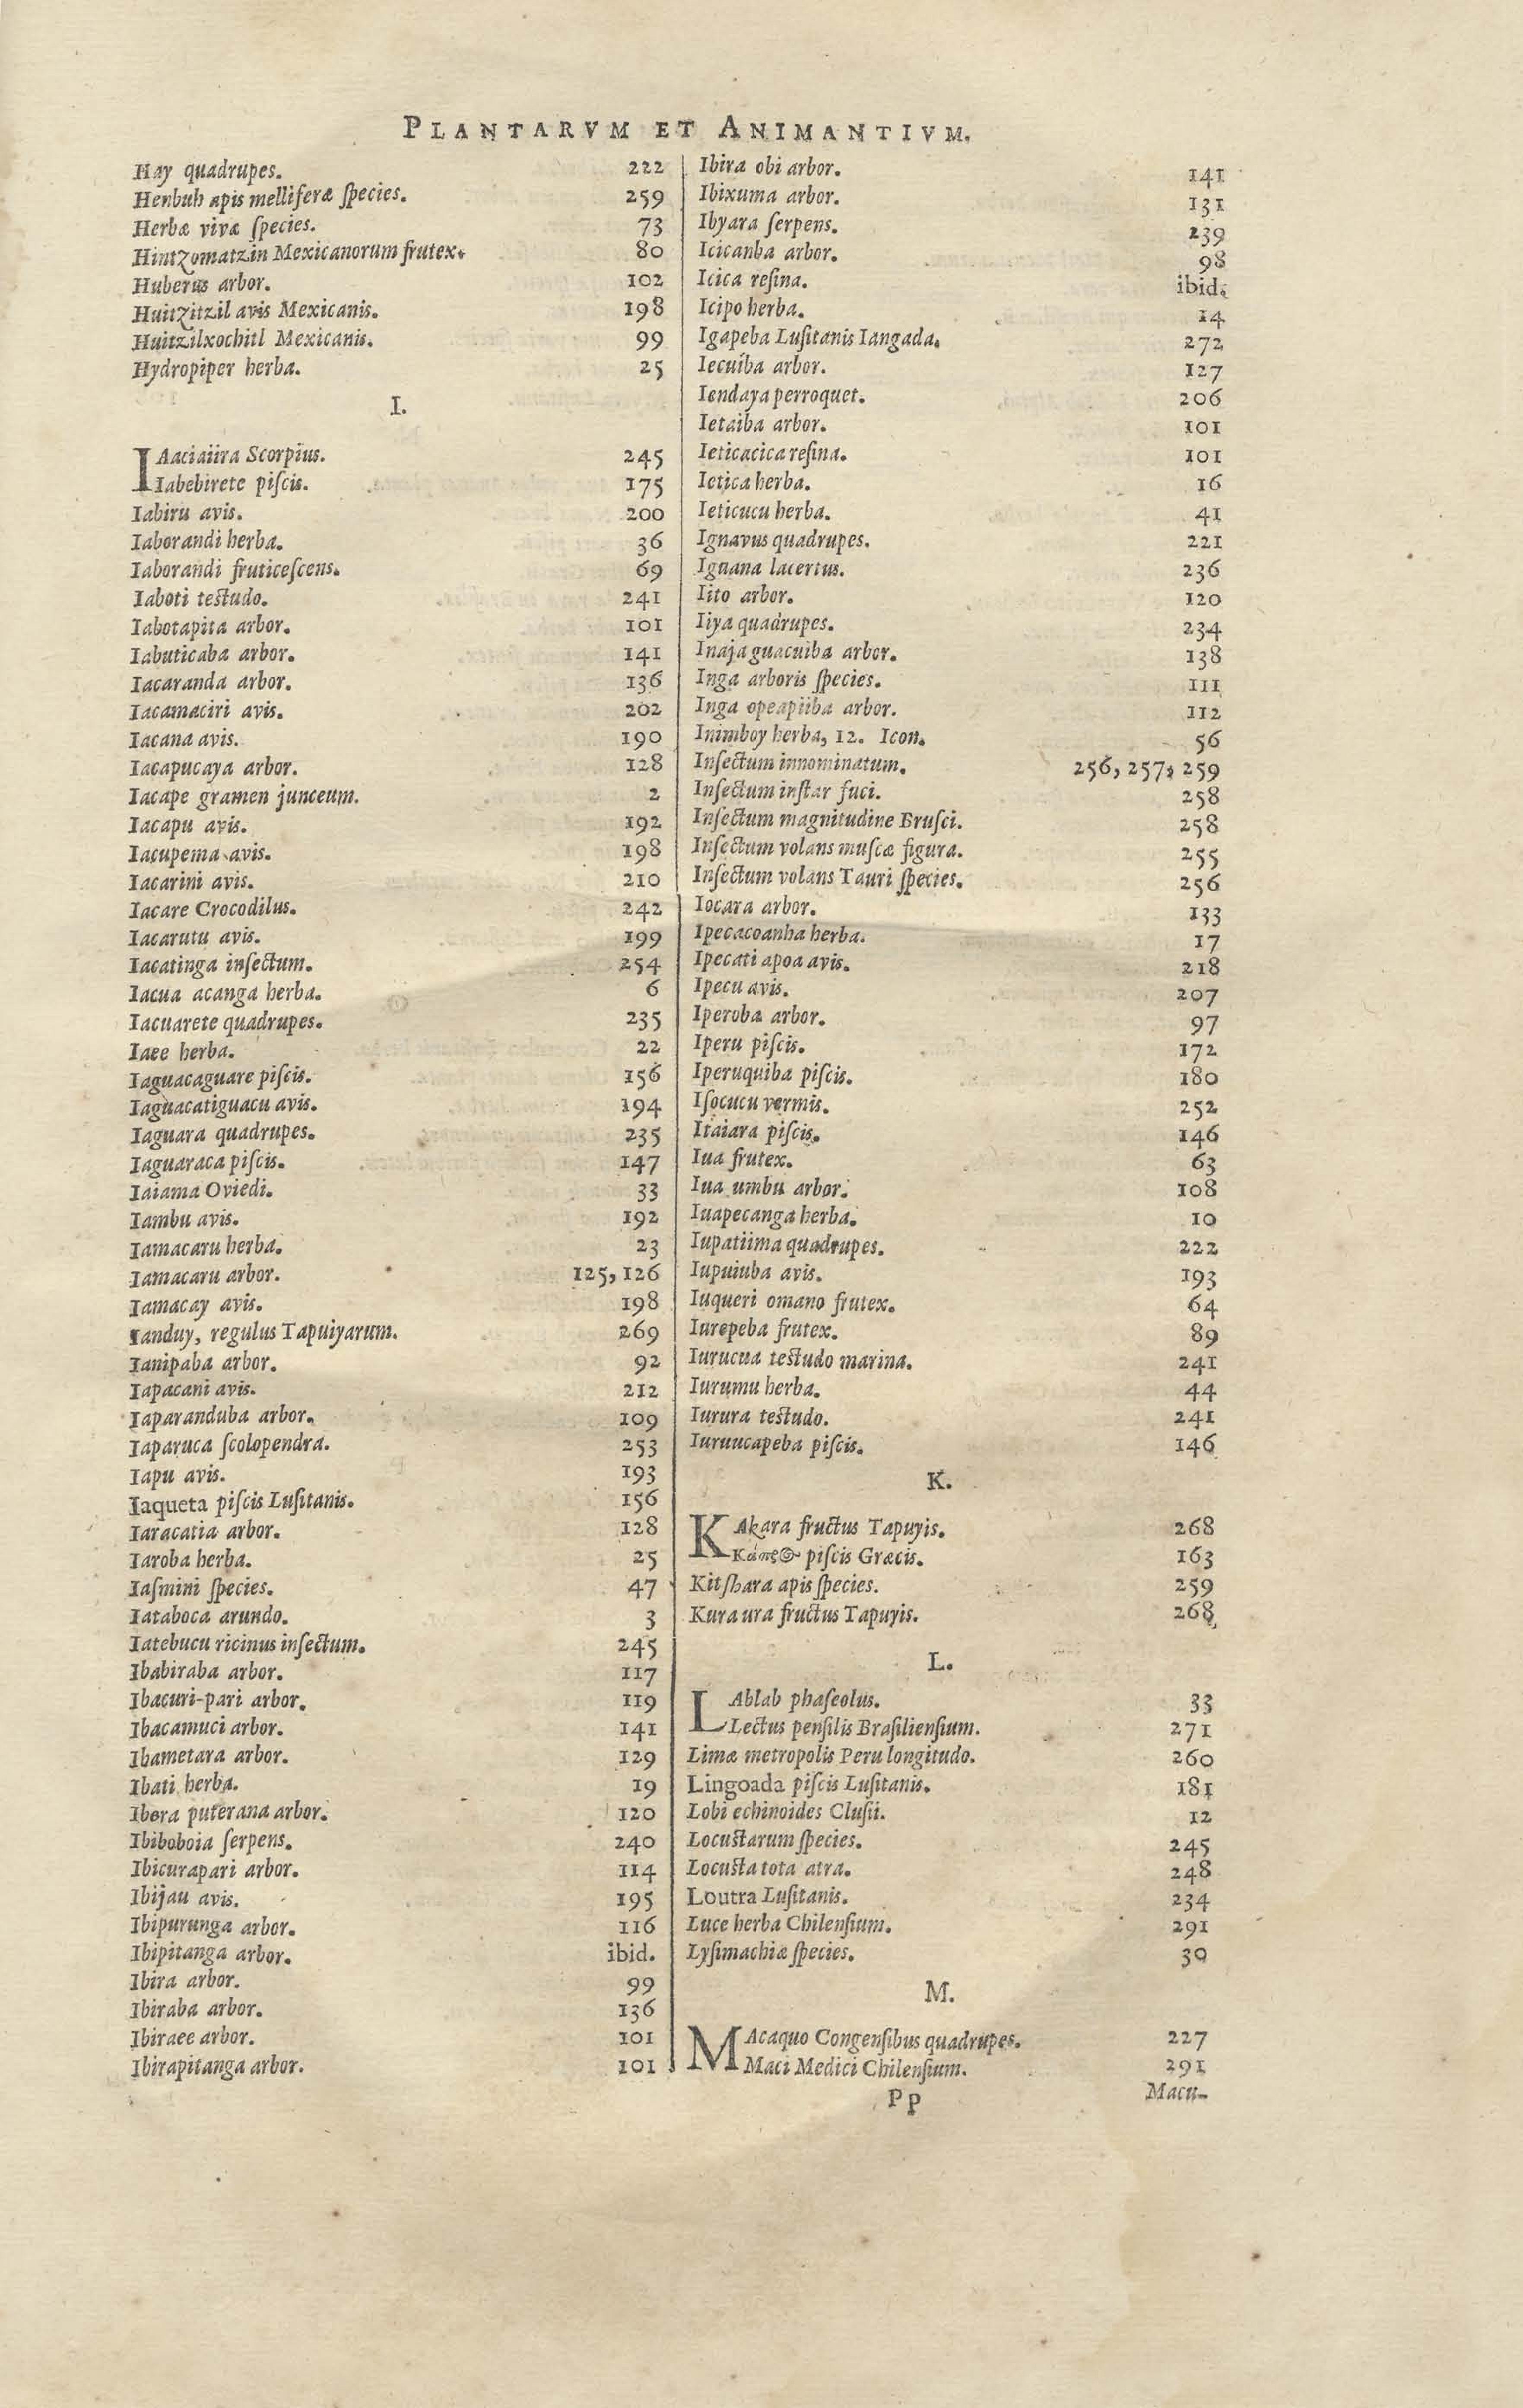 PLANTARVM ET ANIMANTIVM.
Hay quadrupes. 222
Henbuh apis melliferæ ſpecies. 259
Herbæ vivæ ſpecies. 73
Hintzomatzin Mexicanorum frutex. 80
Huberus arbor. 102
Huitzitzil avis Mexicanis. 198
Huitzilxochitl Mexicanis. 99
Hydropiper herba. 25
I.
IAaciaiira Scorpius. 245
Iabebirete piſcis. 175
Iabiru avis. 200
Iaborandi herba. 36
Iaborandi fruticeſcens. 69
Iaboti teſtudo. 241
Iabotapita arbor. 101
Iabuticaba arbor. 141
Iacaranda arbor. 136
Iacamaciri avis. 202
Iacana avis. 190
Iacapucaya arbor. 128
Iacape gramen junceum. 2
Iacapu avis. 192
Iacupema avis. 198
Iacarini avis. 210
Iacare Crocodilus. 242
Iacarutu avis. 199
Iacatinga inſectum. 254
Iacua acanga herba. 6
Iacuarete quadrupes. 235
Iaee herba. 22
Iaguacaguare piſcis. 156
Iaguacatiguacu avis. 194
Iaguara quadrupes. 235
Iaguaraca piſcis. 147
Iaiama Oviedi. 33
Iambu avis. 192
Iamacaru herba. 23
Iamacaru arbor. 125, 126
Iamacay avis. 198
Ianduy, regulus Tapuiyarum. 269
Ianipaba arbor. 92
Iapacani avis. 212
Iaparanduba arbor. 109
Iaparuca ſcolopendra. 253
Iapu avis. 193
Iaqueta piſcis Luſitanis. 156
Iaracatia arbor. 128
Iaroba herba. 25
Iaſmini ſpecies. 47
Iataboca arundo. 3
Iatebucu ricinus inſectum. 245
Ibabiraba arbor. 117
Ibacuri-pari arbor. 119
Ibacamuci arbor. 141
Ibametara arbor. 129
Ibati herba. 19
Ibera puterana arbor. 120
Ibiboboia ſerpens. 240
Ibicurapari arbor. 114
Ibijau avis. 195
Ibipurunga arbor. 116
Ibipitanga arbor. ibid.
Ibira arbor. 99
Ibiraba arbor. 136
Ibiraee arbor. 101
Ibirapitanga arbor. 101
Ibira obi arbor. 141
Ibixuma arbor. 131
Ibyara ſerpens. 239
Icicanba arbor. 98
Icica reſina. ibid.
Icipo herba. 14
Igapeba Luſitanis Iangada. 272
Iecuiba arbor. 127
Iendaya perroquet. 206
Ietaiba arbor. 101
Ieticacica reſina. 101
Ietica herba. 16
Ieticucu herba. 41
Ignavus quadrupes. 221
Iguana lacertus. 236
Iito arbor. 120
Iiya quadrupes. 234
Inaja guacuiba arbor. 138
Inga arboris ſpecies. 111
Inga opeapiiba arbor. 112
Inimboy herba, 12. Icon. 56
Inſectum innominatum. 256, 257, 259
Inſectum inſtar fuci. 258
Inſectum magnitudine Bruſci. 258
Inſectum volans muſcæ figura. 255
Inſectum volans Tauri ſpecies. 256
Iocara arbor. 133
Ipecacoanha herba. 17
Ipecati apoa avis. 218
Ipecu avis. 207
Iperoba arbor. 97
Iperu piſcis. 172
Iperuquiba piſcis. 180
Iſocucu vermis. 252
Itaiara piſcis. 146
Iua frutex. 63
Iua umbu arbor. 108
Iuapecanga herba. 10
Iupatiima quadrupes. 222
Iupuiuba avis. 193
Iuqueri omano frutex. 64
Iurepeba frutex. 89
Iurucua teſtudo marina. 241
Iurumu herba. 44
Iurura teſtudo. 241
Iuruucapeba piſcis. 146
K.
KAkara fructus Tapuyis. 268
piſcis Græcis. 163
Kitſhara apis ſpecies. 259
Kura ura fructus Tapuyis. 268
L.
LAblab phaſeolus. 33
Lectus penſilis Braſilienſium. 271
Limæ metropolis Peru longitudo. 260
Lingoada piſcis Luſitanis. 181
Lobi echinoides Cluſii. 12
Locuſtarum ſpecies. 245
Locuſta tota atra. 248
Loutra Luſitanis. 234
Luce herba Chilenſium. 291
Lyſimachiæ ſpecies. 30
M.
MAcaquo Congenſibus quadrupes. 227
Maci Medici Chilenſium. 291
Pp Macu-